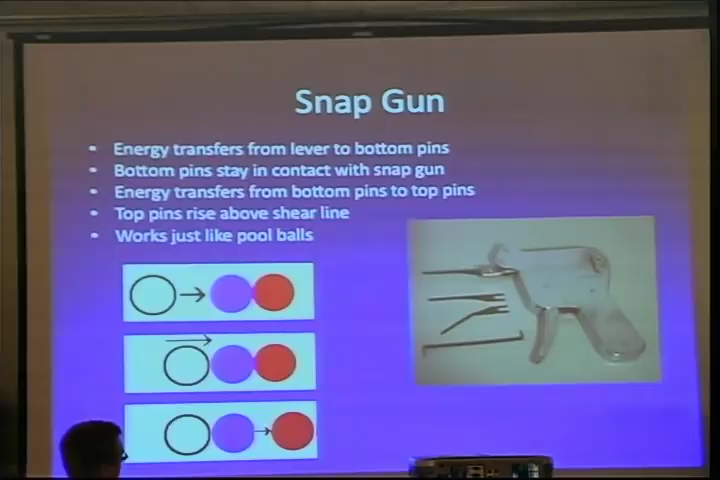 Snap Gun
• Energy transfers from lever to bottom pins
• Bottom pins stay in contact with snap gun
• Energy transfers from bottom pins to top pins
• Top pins rise above shear line
• Works just like pool balls